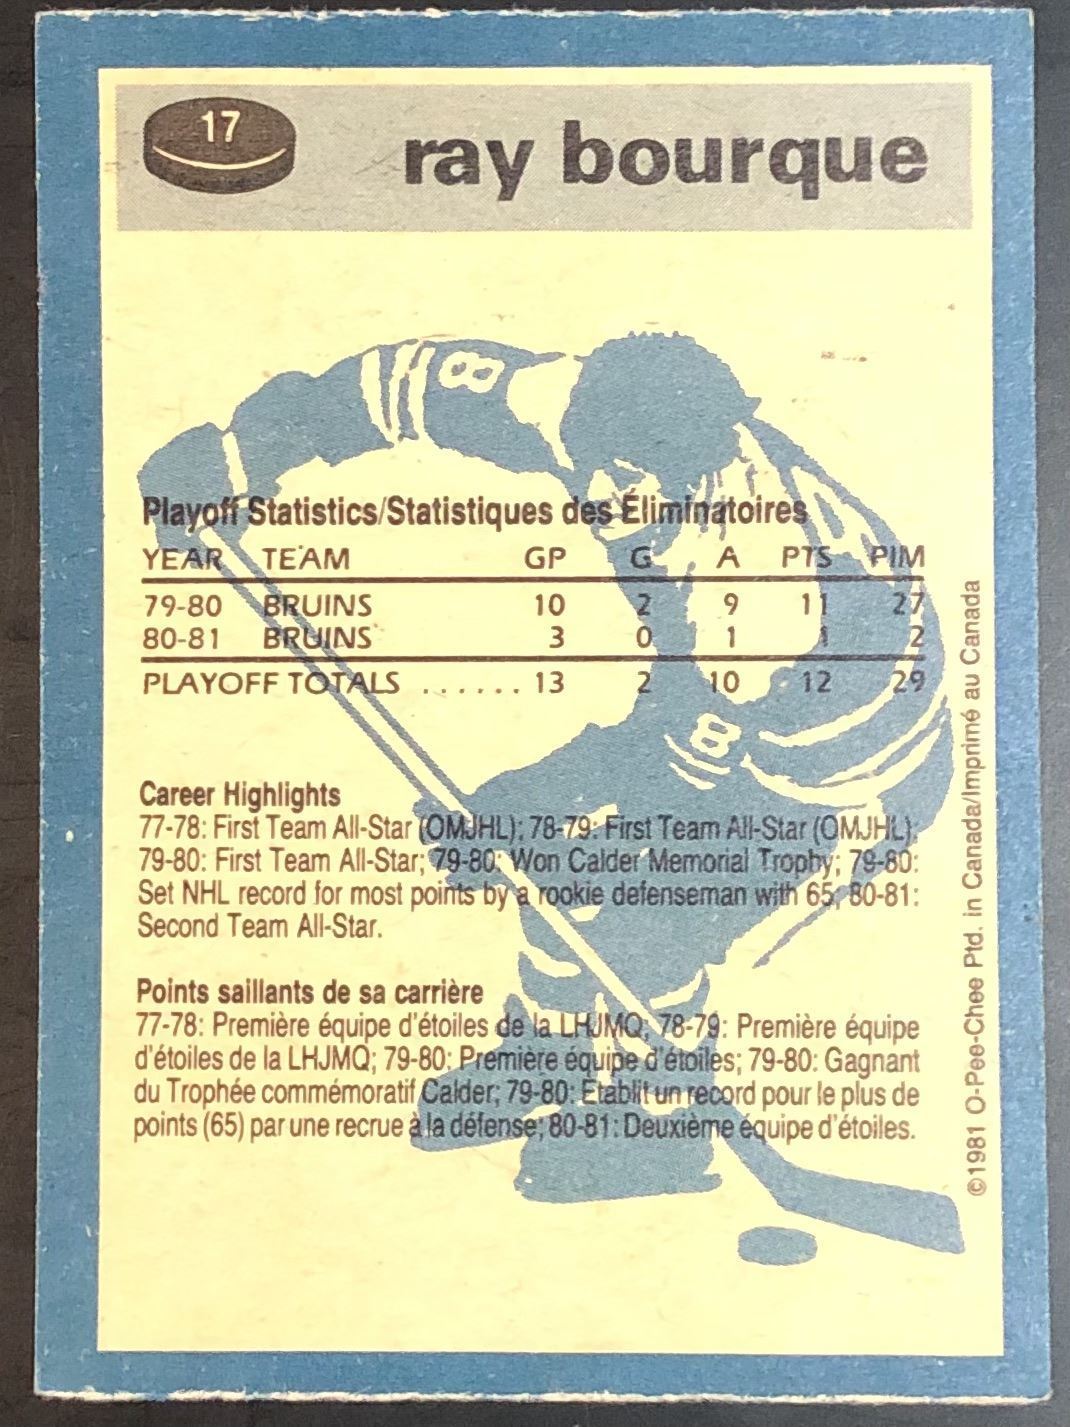 17
ray bourque
8
Playoff Statistics/Statistiques des Éliminatoires
YEAR TEAM GP G A PTS PIM
79-80 BRUINS 10 2 9 11 27
80-81 BRUINS 3 0 1 1 2
PLAYOFF TOTALS ...... 13 2 10 12 29
8
Career Highlights
77-78: First Team All-Star (OMJHL); 78-79: First Team All-Star (OMJHL);
79-80: First Team All-Star; 79-80: Won Calder Memorial Trophy; 79-80:
Set NHL record for most points by a rookie defenseman with 65; 80-81:
Second Team All-Star.
Points saillants de sa carrière
77-78: Première équipe d'étoiles de la LHJMQ; 78-79: Première équipe
d'étoiles de la LHJMQ; 79-80: Première équipe d'étoiles; 79-80: Gagnant
du Trophée commémoratif Calder; 79-80: Établit un record pour le plus de
points (65) par une recrue à la défense; 80-81: Deuxième équipe d'étoiles.
©1981 O-Pee-Chee Ptd. in Canada/Imprimé au Canada